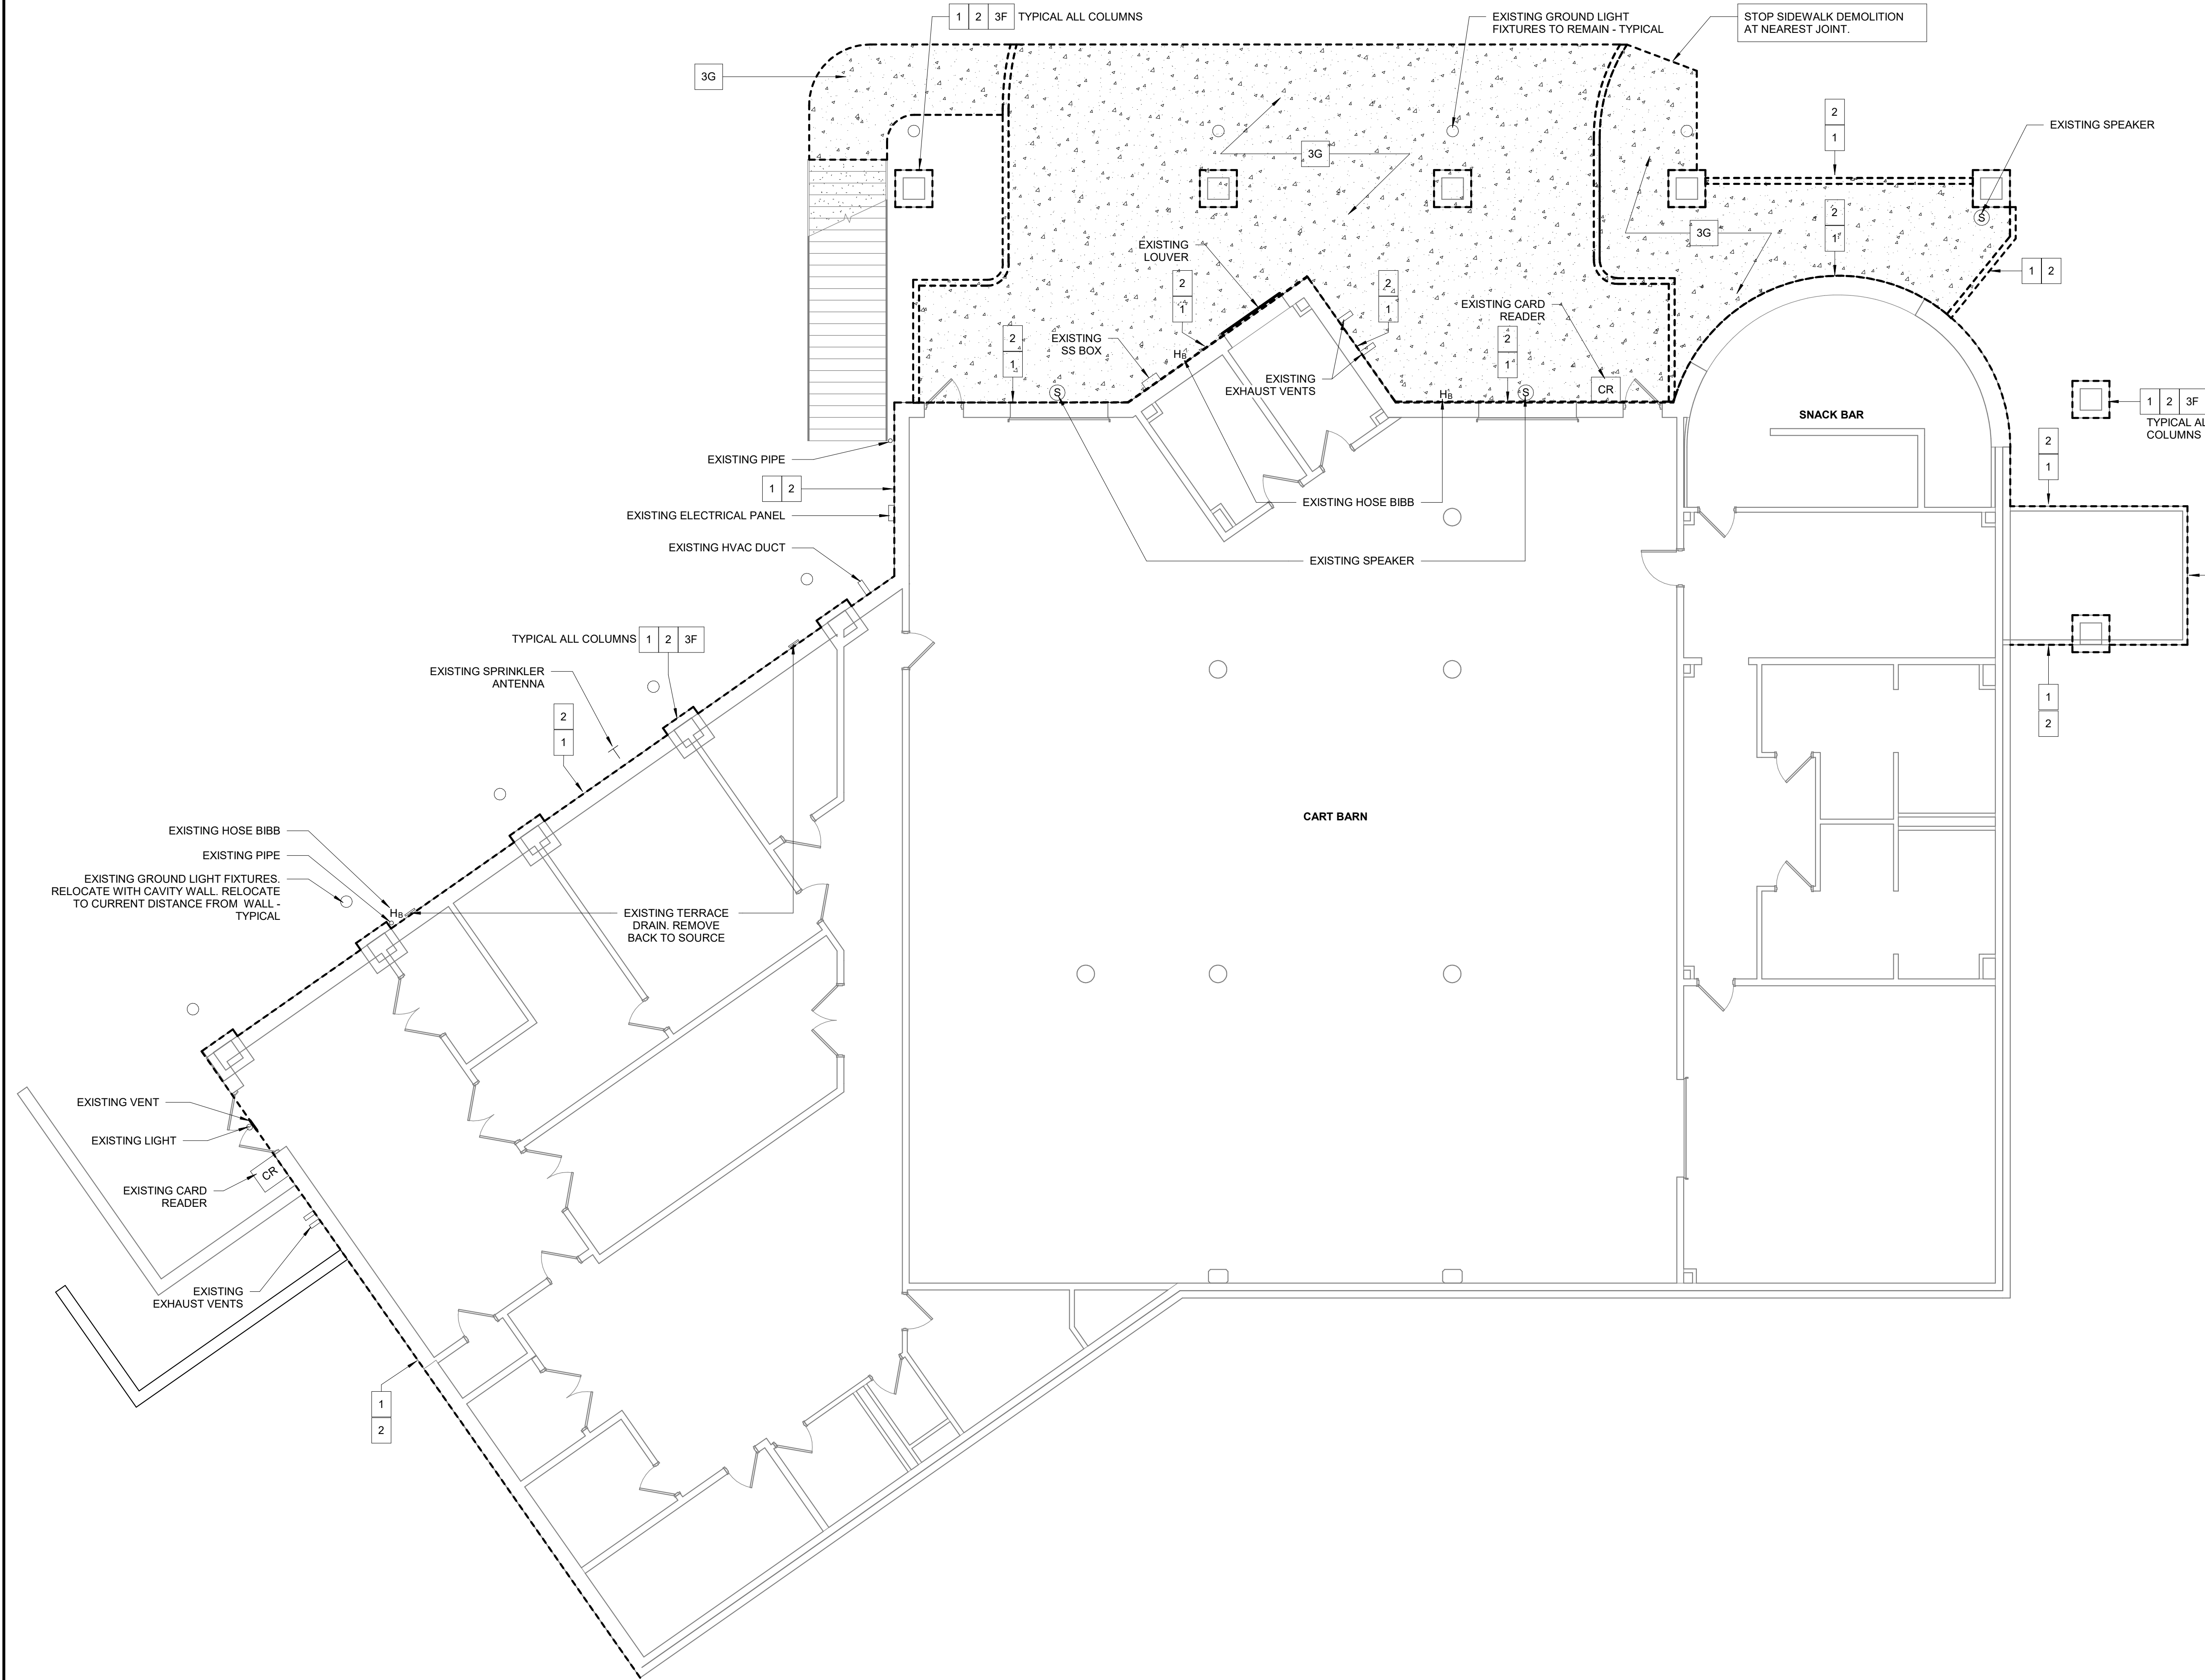 1 2 3F TYPICAL ALL COLUMNS
EXISTING GROUND LIGHT
FIXTURES TO REMAIN - TYPICAL
STOP SIDEWALK DEMOLITION
AT NEAREST JOINT.
3G
2
1
EXISTING SPEAKER
3G
2
1
3G
EXISTING
LOUVER
2
1
2
1
1 2
EXISTING CARD
READER
2
1
EXISTING
SS BOX
HB
2
1
S
S
EXISTING
EXHAUST VENTS
HB
S
CR
SNACK BAR
1 2 3F
TYPICAL AL
COLUMNS
2
1
EXISTING PIPE
1 2
EXISTING HOSE BIBB
EXISTING ELECTRICAL PANEL
EXISTING HVAC DUCT
EXISTING SPEAKER
TYPICAL ALL COLUMNS 1 2 3F
EXISTING SPRINKLER
ANTENNA
2
1
1
2
CART BARN
EXISTING HOSE BIBB
EXISTING PIPE
EXISTING GROUND LIGHT FIXTURES.
RELOCATE WITH CAVITY WALL. RELOCATE
TO CURRENT DISTANCE FROM WALL -
TYPICAL
HB
EXISTING TERRACE
DRAIN. REMOVE
BACK TO SOURCE
EXISTING VENT
EXISTING LIGHT
CR
EXISTING CARD
READER
EXISTING
EXHAUST VENTS
1
2